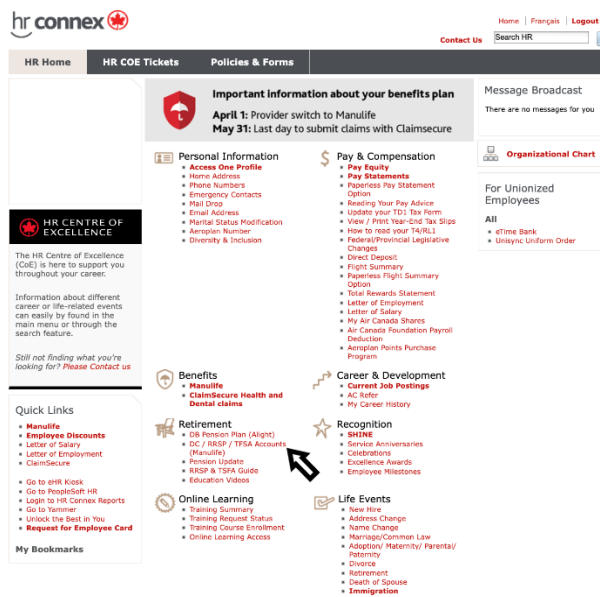 hr connex
Home | Français | Logout
Contact Us
Search HR
HR Home
HR COE Tickets
Policies & Forms
Important information about your benefits plan
April 1: Provider switch to Manulife
May 31: Last day to submit claims with Claimsecure
Message Broadcast
There are no messages for you
Organizational Chart
For Unionized
Employees
All
eTime Bank
Unisync Uniform Order
HR CENTRE OF
EXCELLENCE
The HR Centre of Excellence
(CoE) is here to support you
throughout your career.
Information about different
career or life-related events
can easily by found in the
main menu or through the
search feature.
Still not finding what you're
looking for? Please Contact us
Quick Links
Manulife
Employee Discounts
Letter of Salary
Letter of Employment
ClaimSecure
Go to eHR Kiosk
Go to PeopleSoft HR
Login to HR Connex Reports
Go to Yammer
Unlock the Best in You
Request for Employee Card
My Bookmarks
Personal Information
Access One Profile
Home Address
Phone Numbers
Emergency Contacts
Mail Drop
Email Address
Marital Status Modification
Aeroplan Number
Diversity & Inclusion
Pay & Compensation
Pay Equity
Pay Statements
Paperless Pay Statement
Option
Reading Your Pay Advice
Update your TD1 Tax Form
View / Print Year-End Tax Slips
How to read your T4/RL1
Federal/Provincial Legislative
Changes
Direct Deposit
Flight Summary
Paperless Flight Summary
Option
Total Rewards Statement
Letter of Employment
Letter of Salary
My Air Canada Shares
Air Canada Foundation Payroll
Deduction
Aeroplan Points Purchase
Program
Benefits
Manulife
ClaimSecure Health and
Dental claims
Career & Development
Current Job Postings
AC Refer
My Career History
Retirement
DB Pension Plan (Alight)
DC / RRSP / TFSA Accounts
(Manulife)
Pension Update
RRSP & TSFA Guide
Education Videos
Recognition
SHINE
Service Anniversaries
Celebrations
Excellence Awards
Employee Milestones
Online Learning
Training Summary
Training Request Status
Training Course Enrollment
Online Learning Access
Life Events
New Hire
Address Change
Name Change
Marriage/Common Law
Adoption/ Maternity/ Parental/
Paternity
Divorce
Retirement
Death of Spouse
Immigration